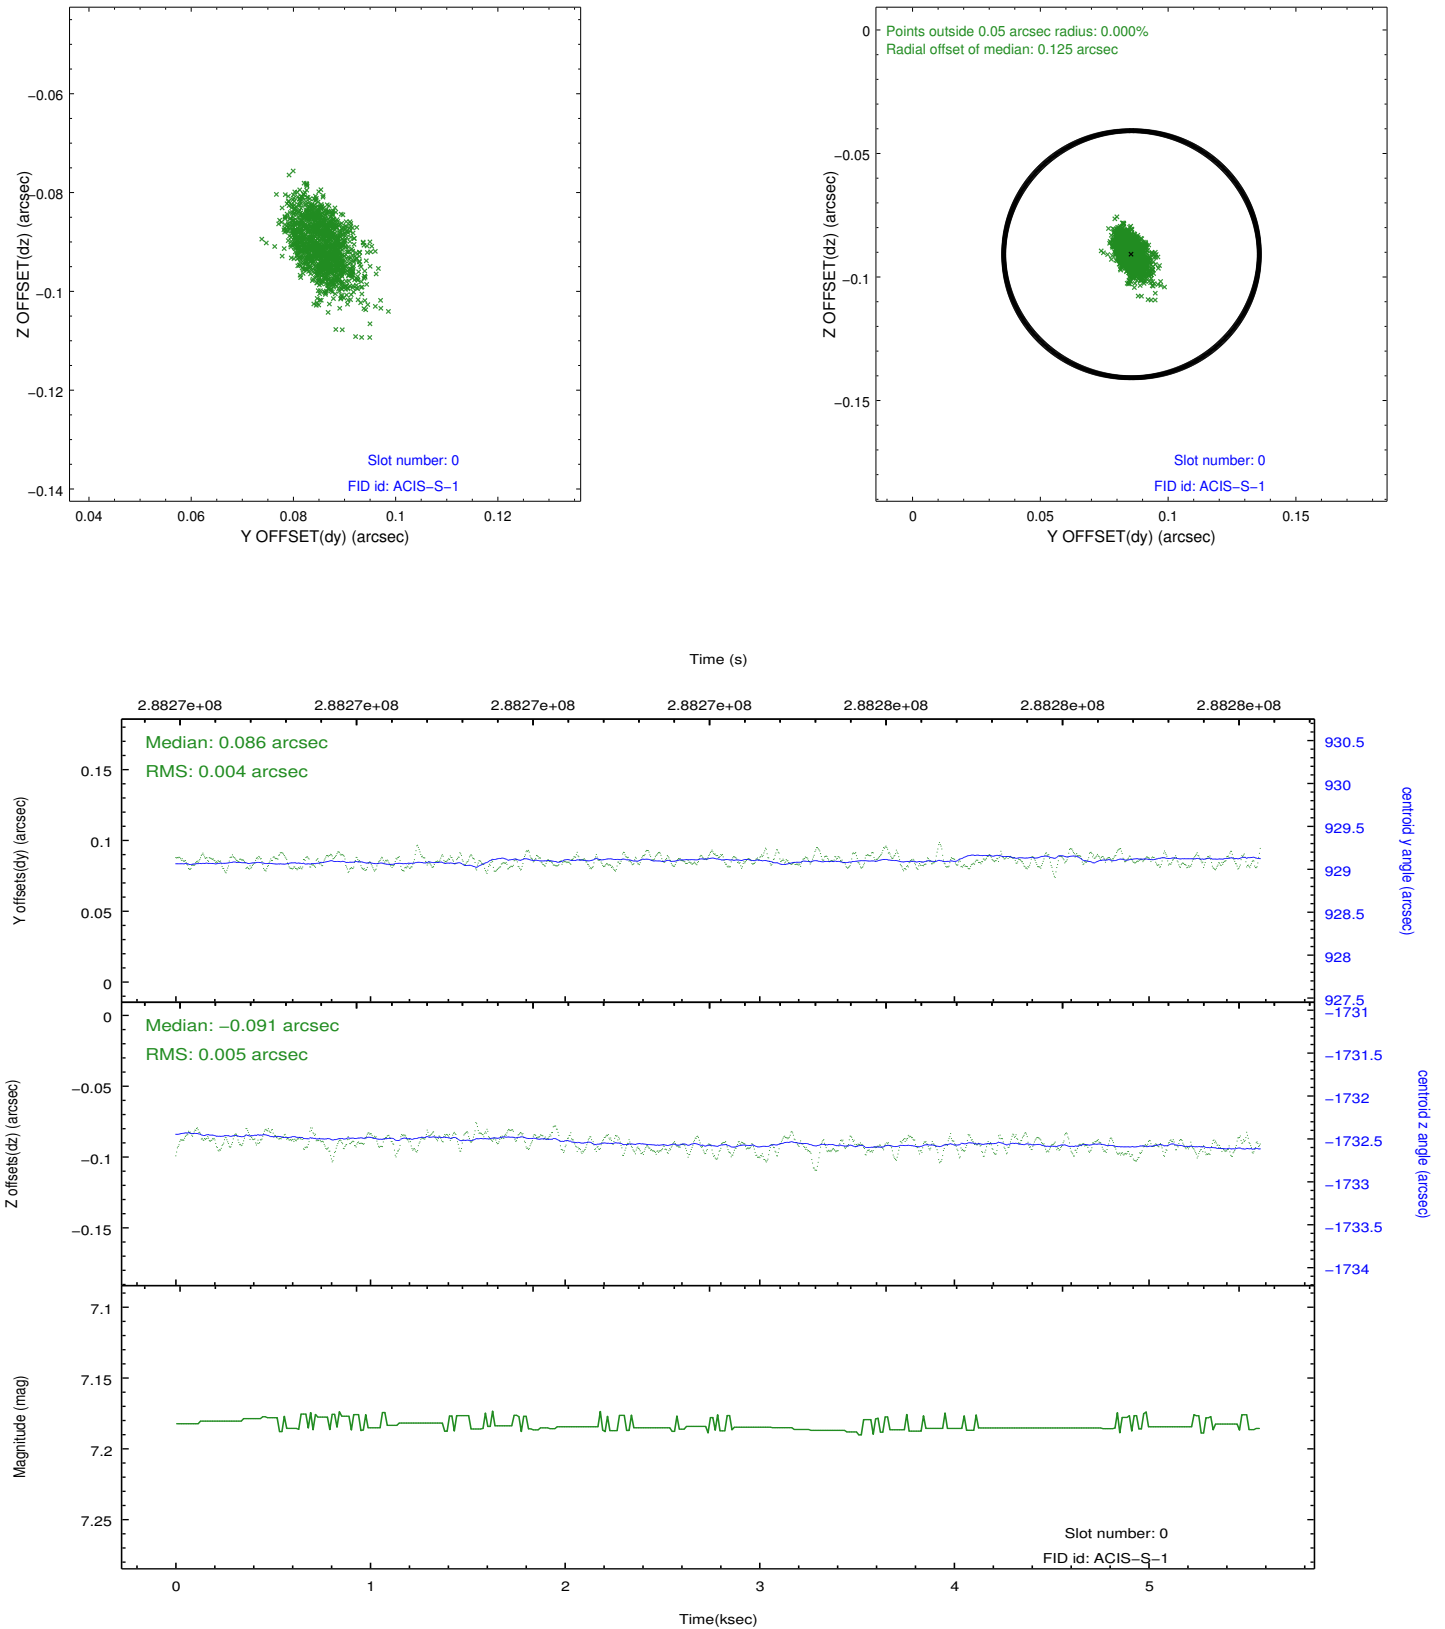 −0.06
−0.08
−0.1
−0.12
−0.14
Z OFFSET(dz) (arcsec)
Slot number: 0
FID id: ACIS−S−1
0.04
0.06
0.08
0.1
0.12
Y OFFSET(dy) (arcsec)
Points outside 0.05 arcsec radius: 0.000%
Radial offset of median: 0.125 arcsec
0
−0.05
−0.1
−0.15
Z OFFSET(dz) (arcsec)
Slot number: 0
FID id: ACIS−S−1
0
0.05
0.1
0.15
Y OFFSET(dy) (arcsec)
Time (s)
2.8827e+08
2.8827e+08
2.8827e+08
2.8827e+08
2.8828e+08
2.8828e+08
2.8828e+08
Median: 0.086 arcsec
RMS: 0.004 arcsec
0.15
0.1
0.05
0
Y offsets(dy) (arcsec)
930.5
930
929.5
929
928.5
928
927.5
centroid y angle (arcsec)
Median: −0.091 arcsec
RMS: 0.005 arcsec
0
−0.05
−0.1
−0.15
Z offsets(dz) (arcsec)
−1731
−1731.5
−1732
−1732.5
−1733
−1733.5
−1734
centroid z angle (arcsec)
7.1
7.15
7.2
7.25
Magnitude (mag)
Slot number: 0
FID id: ACIS−S−1
0
1
2
3
4
5
Time(ksec)